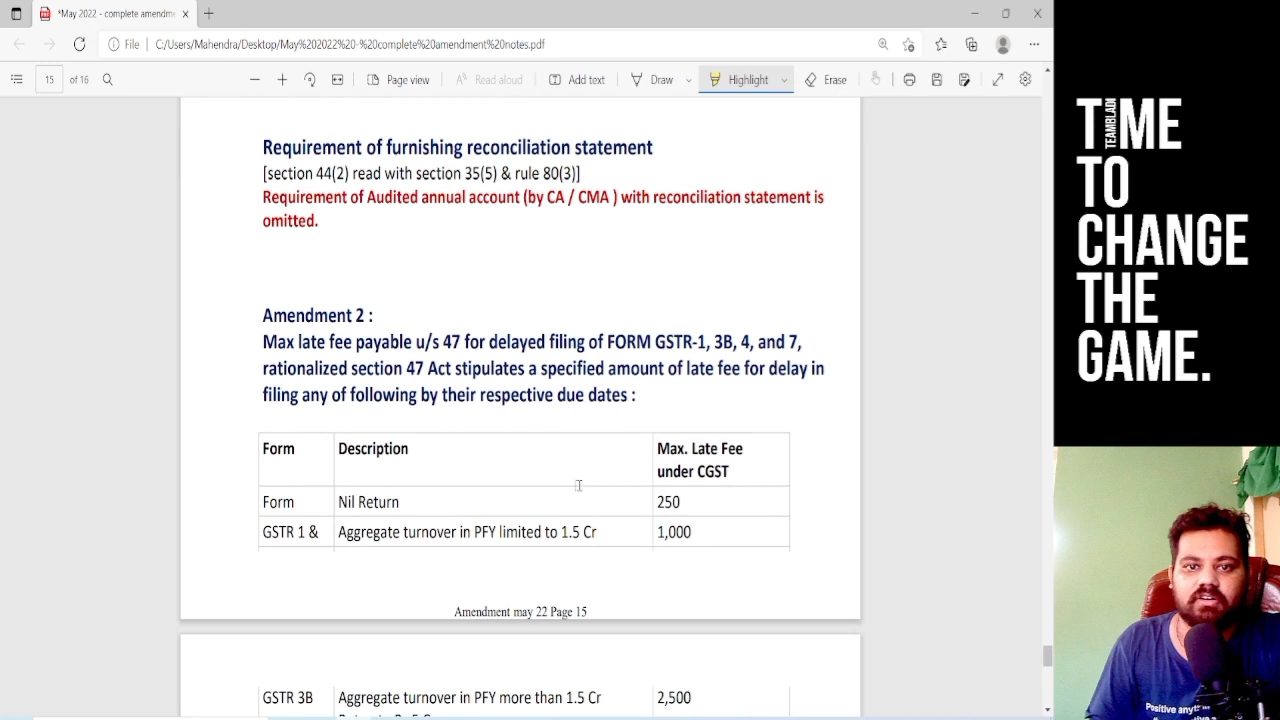 *May 2022 - complete amendme
File
C:/Users/Mahendra/Desktop/May%202022%20-%20complete%20amendment%20notes.pdf
15 of 16
Page view
Read aloud
Add text
Draw
Highlight
Erase
Requirement of furnishing reconciliation statement
[section 44(2) read with section 35(5) & rule 80(3)]
Requirement of Audited annual account (by CA / CMA ) with reconciliation statement is
omitted.
Amendment 2 :
Max late fee payable u/s 47 for delayed filing of FORM GSTR-1, 3B, 4, and 7,
rationalized section 47 Act stipulates a specified amount of late fee for delay in
filing any of following by their respective due dates :
Form Description Max. Late Fee
under CGST
Form Nil Return 250
GSTR 1 & Aggregate turnover in PFY limited to 1.5 Cr 1,000
Amendment may 22 Page 15
GSTR 3B Aggregate turnover in PFY more than 1.5 Cr 2,500
TIME
TEAMBLADI
TO
CHANGE
THE
GAME.